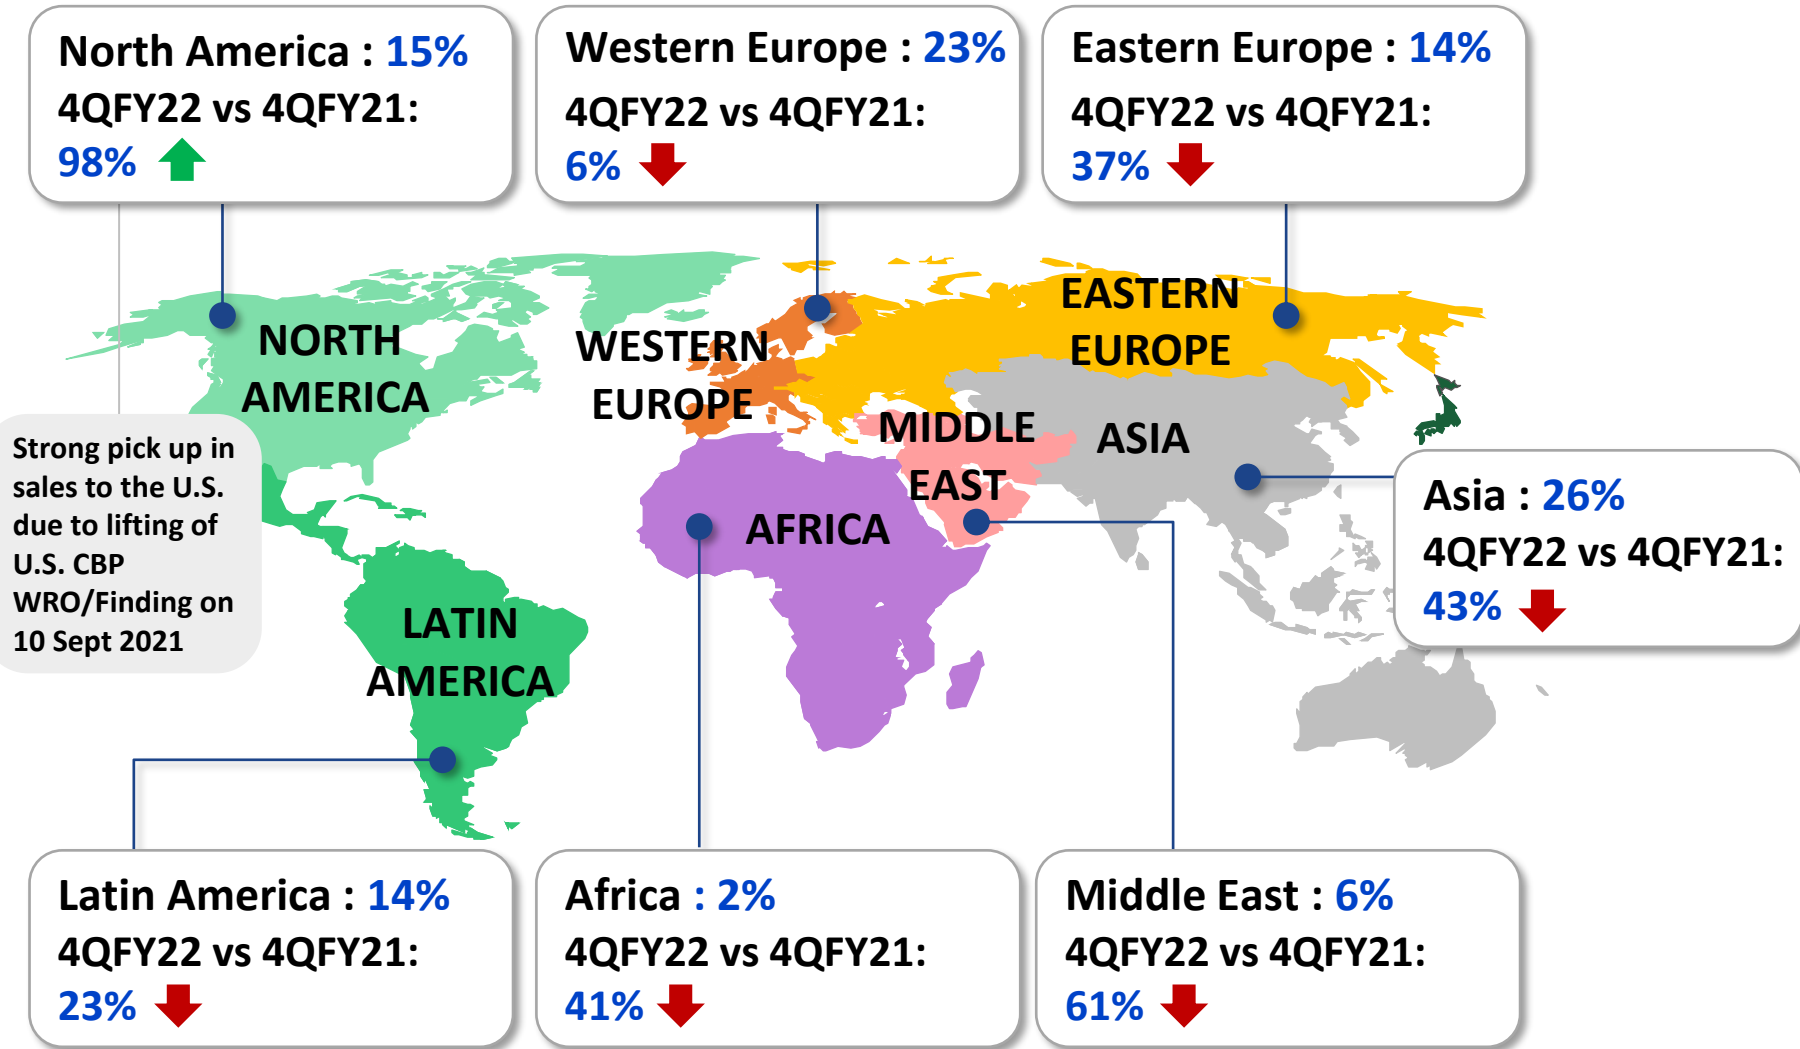 North America : 15%
4QFY22 vs 4QFY21:
98%
Western Europe : 23%
4QFY22 vs 4QFY21:
6%
Eastern Europe : 14%
4QFY22 vs 4QFY21:
37%
NORTH
AMERICA
WESTERN
EUROPE
EASTERN
EUROPE
MIDDLE
EAST
ASIA
AFRICA
LATIN
AMERICA
Strong pick up in
sales to the U.S.
due to lifting of
U.S. CBP
WRO/Finding on
10 Sept 2021
Asia : 26%
4QFY22 vs 4QFY21:
43%
Latin America : 14%
4QFY22 vs 4QFY21:
23%
Africa : 2%
4QFY22 vs 4QFY21:
41%
Middle East : 6%
4QFY22 vs 4QFY21:
61%